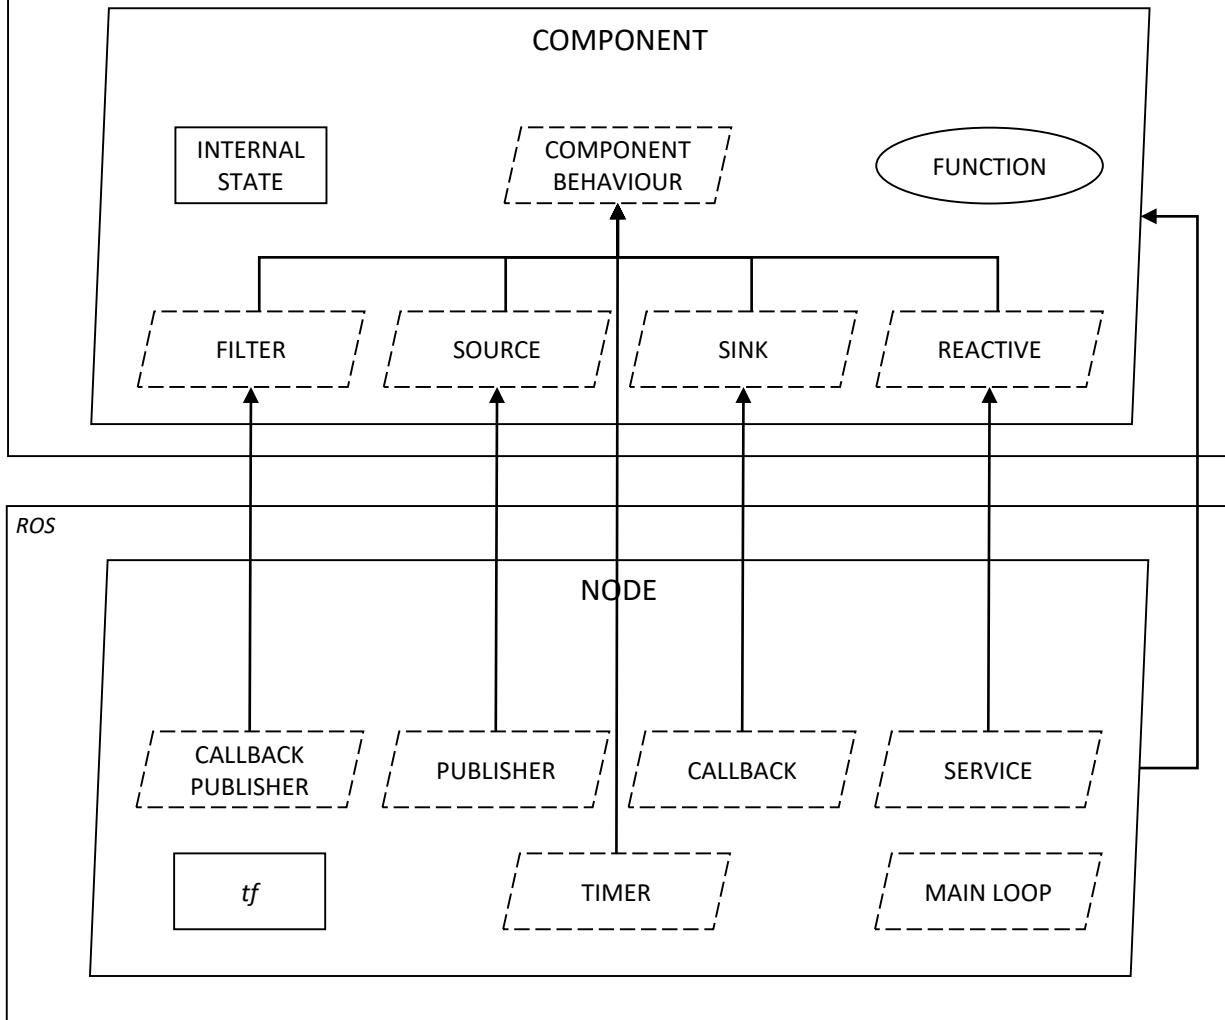 COMPONENT
INTERNAL
STATE
COMPONENT
BEHAVIOUR
FUNCTION
FILTER
SOURCE
SINK
REACTIVE
ROS
NODE
CALLBACK
PUBLISHER
PUBLISHER
CALLBACK
SERVICE
tf
TIMER
MAIN LOOP